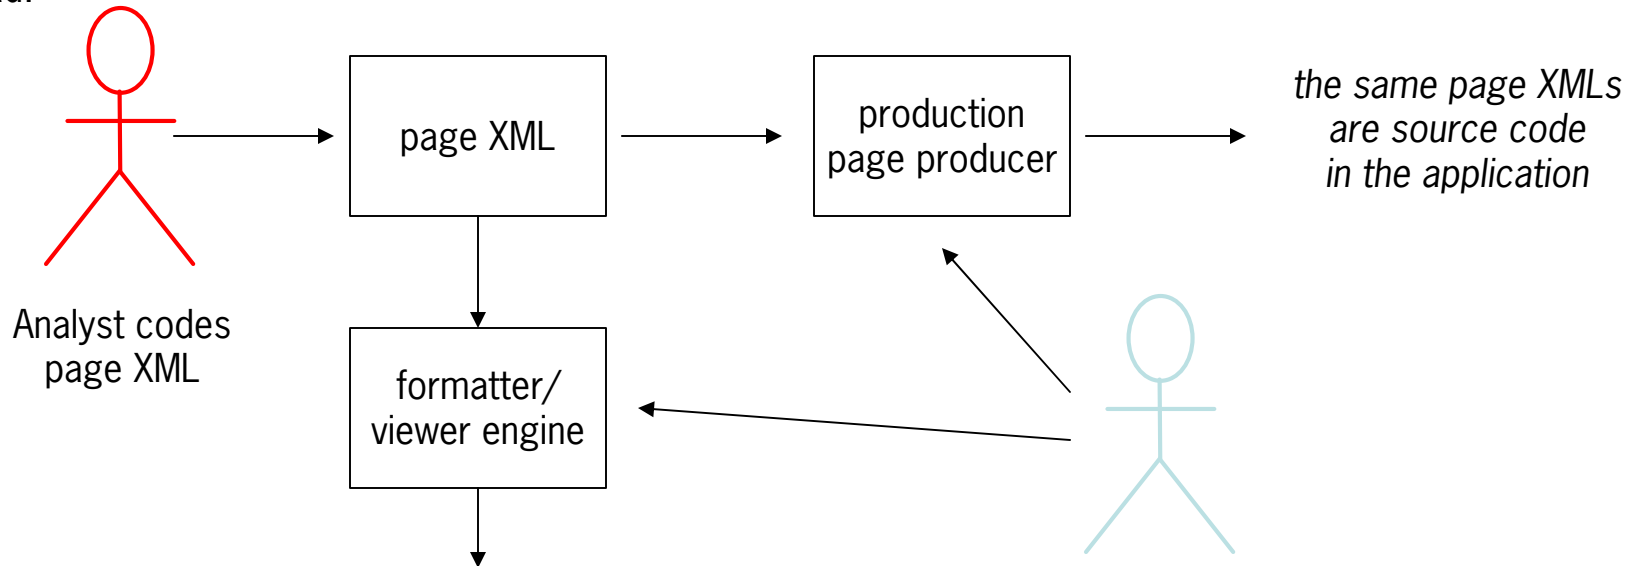 page XML
production
page producer
the same page XMLs
are source code
in the application
Analyst codes
page XML
formatter/
viewer engine